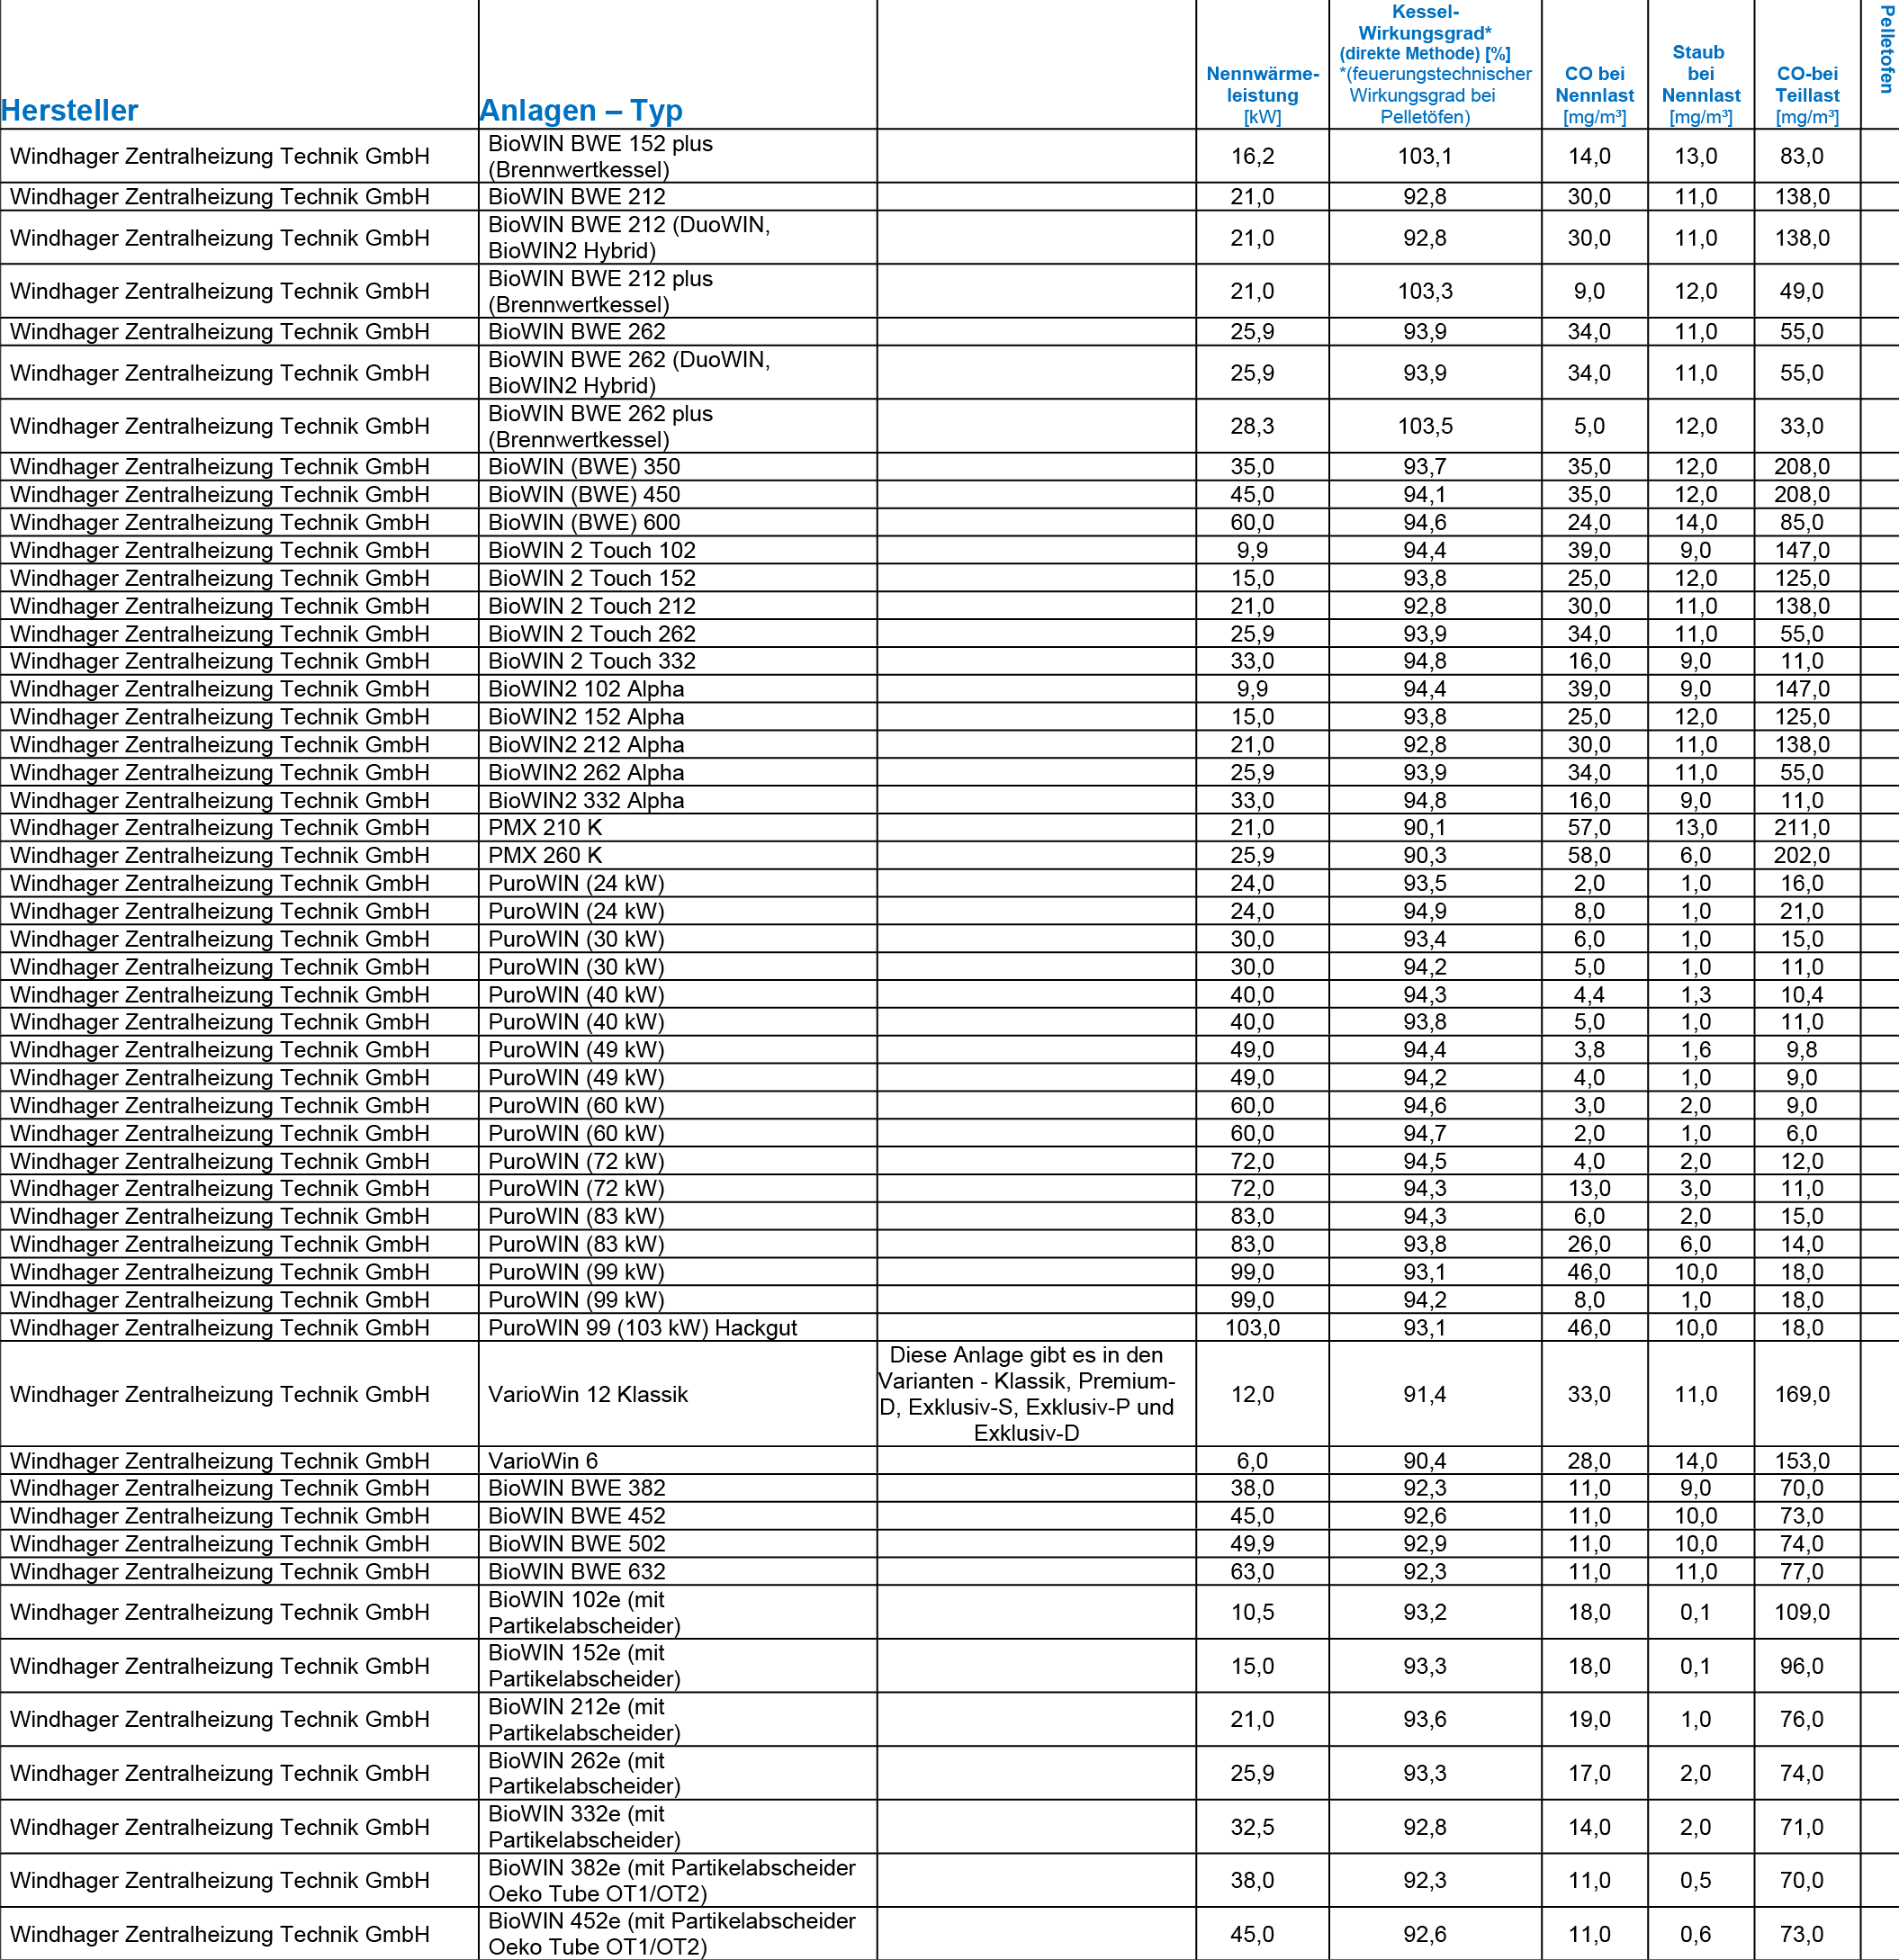 Hersteller Anlagen – Typ Nennwärme-leistung [kW] Kessel-Wirkungsgrad* (direkte Methode) [%] *(feuerungstechnischer Wirkungsgrad bei Pelletöfen) CO bei Nennlast [mg/m³] Staub bei Nennlast [mg/m³] CO-bei Teillast [mg/m³] Pelletofen
Windhager Zentralheizung Technik GmbH BioWIN BWE 152 plus (Brennwertkessel) 16,2 103,1 14,0 13,0 83,0
Windhager Zentralheizung Technik GmbH BioWIN BWE 212 21,0 92,8 30,0 11,0 138,0
Windhager Zentralheizung Technik GmbH BioWIN BWE 212 (DuoWIN, BioWIN2 Hybrid) 21,0 92,8 30,0 11,0 138,0
Windhager Zentralheizung Technik GmbH BioWIN BWE 212 plus (Brennwertkessel) 21,0 103,3 9,0 12,0 49,0
Windhager Zentralheizung Technik GmbH BioWIN BWE 262 25,9 93,9 34,0 11,0 55,0
Windhager Zentralheizung Technik GmbH BioWIN BWE 262 (DuoWIN, BioWIN2 Hybrid) 25,9 93,9 34,0 11,0 55,0
Windhager Zentralheizung Technik GmbH BioWIN BWE 262 plus (Brennwertkessel) 28,3 103,5 5,0 12,0 33,0
Windhager Zentralheizung Technik GmbH BioWIN (BWE) 350 35,0 93,7 35,0 12,0 208,0
Windhager Zentralheizung Technik GmbH BioWIN (BWE) 450 45,0 94,1 35,0 12,0 208,0
Windhager Zentralheizung Technik GmbH BioWIN (BWE) 600 60,0 94,6 24,0 14,0 85,0
Windhager Zentralheizung Technik GmbH BioWIN 2 Touch 102 9,9 94,4 39,0 9,0 147,0
Windhager Zentralheizung Technik GmbH BioWIN 2 Touch 152 15,0 93,8 25,0 12,0 125,0
Windhager Zentralheizung Technik GmbH BioWIN 2 Touch 212 21,0 92,8 30,0 11,0 138,0
Windhager Zentralheizung Technik GmbH BioWIN 2 Touch 262 25,9 93,9 34,0 11,0 55,0
Windhager Zentralheizung Technik GmbH BioWIN 2 Touch 332 33,0 94,8 16,0 9,0 11,0
Windhager Zentralheizung Technik GmbH BioWIN2 102 Alpha 9,9 94,4 39,0 9,0 147,0
Windhager Zentralheizung Technik GmbH BioWIN2 152 Alpha 15,0 93,8 25,0 12,0 125,0
Windhager Zentralheizung Technik GmbH BioWIN2 212 Alpha 21,0 92,8 30,0 11,0 138,0
Windhager Zentralheizung Technik GmbH BioWIN2 262 Alpha 25,9 93,9 34,0 11,0 55,0
Windhager Zentralheizung Technik GmbH BioWIN2 332 Alpha 33,0 94,8 16,0 9,0 11,0
Windhager Zentralheizung Technik GmbH PMX 210 K 21,0 90,1 57,0 13,0 211,0
Windhager Zentralheizung Technik GmbH PMX 260 K 25,9 90,3 58,0 6,0 202,0
Windhager Zentralheizung Technik GmbH PuroWIN (24 kW) 24,0 93,5 2,0 1,0 16,0
Windhager Zentralheizung Technik GmbH PuroWIN (24 kW) 24,0 94,9 8,0 1,0 21,0
Windhager Zentralheizung Technik GmbH PuroWIN (30 kW) 30,0 93,4 6,0 1,0 15,0
Windhager Zentralheizung Technik GmbH PuroWIN (30 kW) 30,0 94,2 5,0 1,0 11,0
Windhager Zentralheizung Technik GmbH PuroWIN (40 kW) 40,0 94,3 4,4 1,3 10,4
Windhager Zentralheizung Technik GmbH PuroWIN (40 kW) 40,0 93,8 5,0 1,0 11,0
Windhager Zentralheizung Technik GmbH PuroWIN (49 kW) 49,0 94,4 3,8 1,6 9,8
Windhager Zentralheizung Technik GmbH PuroWIN (49 kW) 49,0 94,2 4,0 1,0 9,0
Windhager Zentralheizung Technik GmbH PuroWIN (60 kW) 60,0 94,6 3,0 2,0 9,0
Windhager Zentralheizung Technik GmbH PuroWIN (60 kW) 60,0 94,7 2,0 1,0 6,0
Windhager Zentralheizung Technik GmbH PuroWIN (72 kW) 72,0 94,5 4,0 2,0 12,0
Windhager Zentralheizung Technik GmbH PuroWIN (72 kW) 72,0 94,3 13,0 3,0 11,0
Windhager Zentralheizung Technik GmbH PuroWIN (83 kW) 83,0 94,3 6,0 2,0 15,0
Windhager Zentralheizung Technik GmbH PuroWIN (83 kW) 83,0 93,8 26,0 6,0 14,0
Windhager Zentralheizung Technik GmbH PuroWIN (99 kW) 99,0 93,1 46,0 10,0 18,0
Windhager Zentralheizung Technik GmbH PuroWIN (99 kW) 99,0 94,2 8,0 1,0 18,0
Windhager Zentralheizung Technik GmbH PuroWIN 99 (103 kW) Hackgut 103,0 93,1 46,0 10,0 18,0
Windhager Zentralheizung Technik GmbH VarioWin 12 Klassik Diese Anlage gibt es in den Varianten - Klassik, Premium-D, Exklusiv-S, Exklusiv-P und Exklusiv-D 12,0 91,4 33,0 11,0 169,0
Windhager Zentralheizung Technik GmbH VarioWin 6 6,0 90,4 28,0 14,0 153,0
Windhager Zentralheizung Technik GmbH BioWIN BWE 382 38,0 92,3 11,0 9,0 70,0
Windhager Zentralheizung Technik GmbH BioWIN BWE 452 45,0 92,6 11,0 10,0 73,0
Windhager Zentralheizung Technik GmbH BioWIN BWE 502 49,9 92,9 11,0 10,0 74,0
Windhager Zentralheizung Technik GmbH BioWIN BWE 632 63,0 92,3 11,0 11,0 77,0
Windhager Zentralheizung Technik GmbH BioWIN 102e (mit Partikelabscheider) 10,5 93,2 18,0 0,1 109,0
Windhager Zentralheizung Technik GmbH BioWIN 152e (mit Partikelabscheider) 15,0 93,3 18,0 0,1 96,0
Windhager Zentralheizung Technik GmbH BioWIN 212e (mit Partikelabscheider) 21,0 93,6 19,0 1,0 76,0
Windhager Zentralheizung Technik GmbH BioWIN 262e (mit Partikelabscheider) 25,9 93,3 17,0 2,0 74,0
Windhager Zentralheizung Technik GmbH BioWIN 332e (mit Partikelabscheider) 32,5 92,8 14,0 2,0 71,0
Windhager Zentralheizung Technik GmbH BioWIN 382e (mit Partikelabscheider Oeko Tube OT1/OT2) 38,0 92,3 11,0 0,5 70,0
Windhager Zentralheizung Technik GmbH BioWIN 452e (mit Partikelabscheider Oeko Tube OT1/OT2) 45,0 92,6 11,0 0,6 73,0